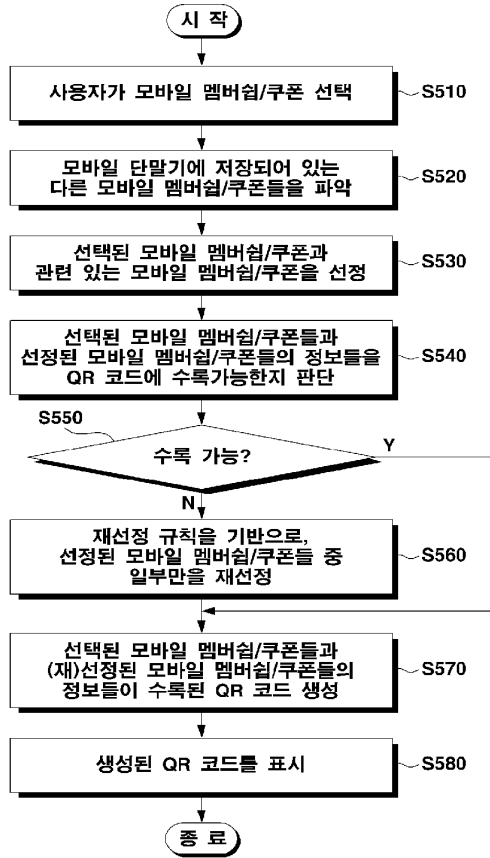 시 작
사용자가 모바일 멤버쉽/쿠폰 선택
S510
모바일 단말기에 저장되어 있는
다른 모바일 멤버쉽/쿠폰들을 파악
S520
선택된 모바일 멤버쉽/쿠폰과
관련 있는 모바일 멤버쉽/쿠폰을 선정
S530
선택된 모바일 멤버쉽/쿠폰들과
선정된 모바일 멤버쉽/쿠폰들의 정보들을
QR 코드에 수록가능한지 판단
S540
S550
수록 가능?
Y
N
재선정 규칙을 기반으로,
선정된 모바일 멤버쉽/쿠폰들 중
일부만을 재선정
S560
선택된 모바일 멤버쉽/쿠폰들과
(재)선정된 모바일 멤버쉽/쿠폰들의
정보들이 수록된 QR 코드 생성
S570
생성된 QR 코드를 표시
S580
종 료